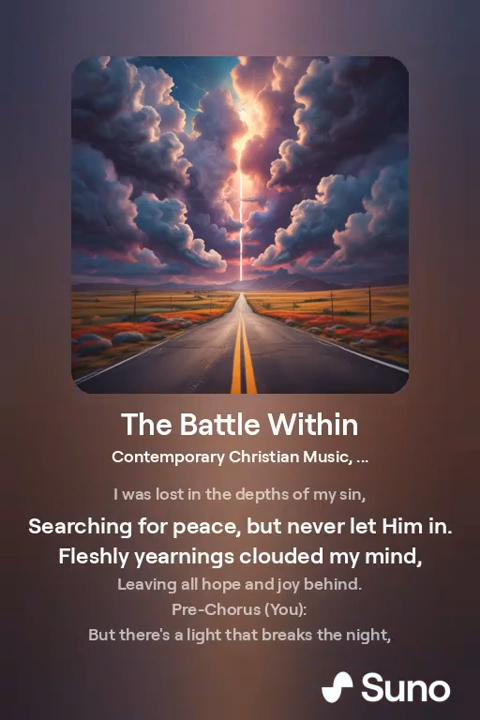 The Battle Within
Contemporary Christian Music, ...
I was lost in the depths of my sin,
Searching for peace, but never let Him in.
Fleshly yearnings clouded my mind,
Leaving all hope and joy behind.
Pre-Chorus (You):
But there's a light that breaks the night,
Suno